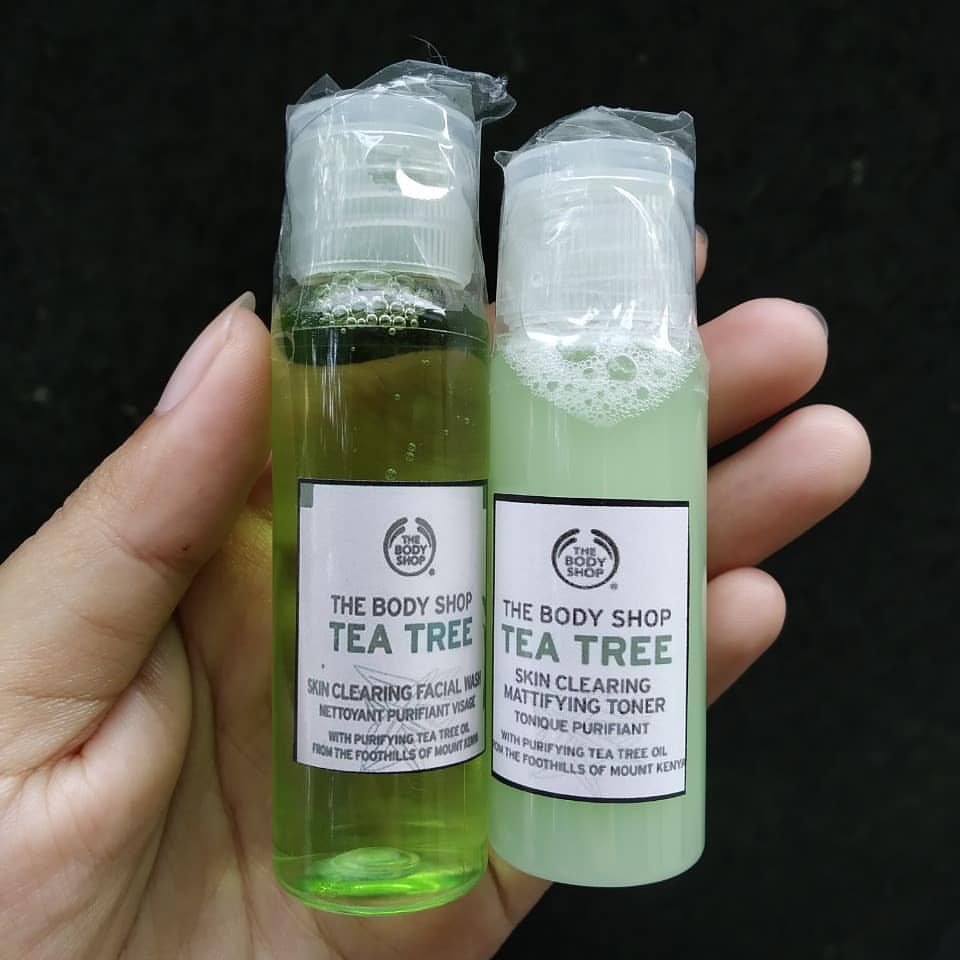 THE
BODY
SHOP
®
THE BODY SHOP
TEA TREE
SKIN CLEARING FACIAL WASH
NETTOYANT PURIFIANT VISAGE
WITH PURIFYING TEA TREE OIL
FROM THE FOOTHILLS OF MOUNT KENYA
THE
BODY
SHOP
®
THE BODY SHOP
TEA TREE
SKIN CLEARING
MATTIFYING TONER
TONIQUE PURIFIANT
WITH PURIFYING TEA TREE OIL
FROM THE FOOTHILLS OF MOUNT KENYA